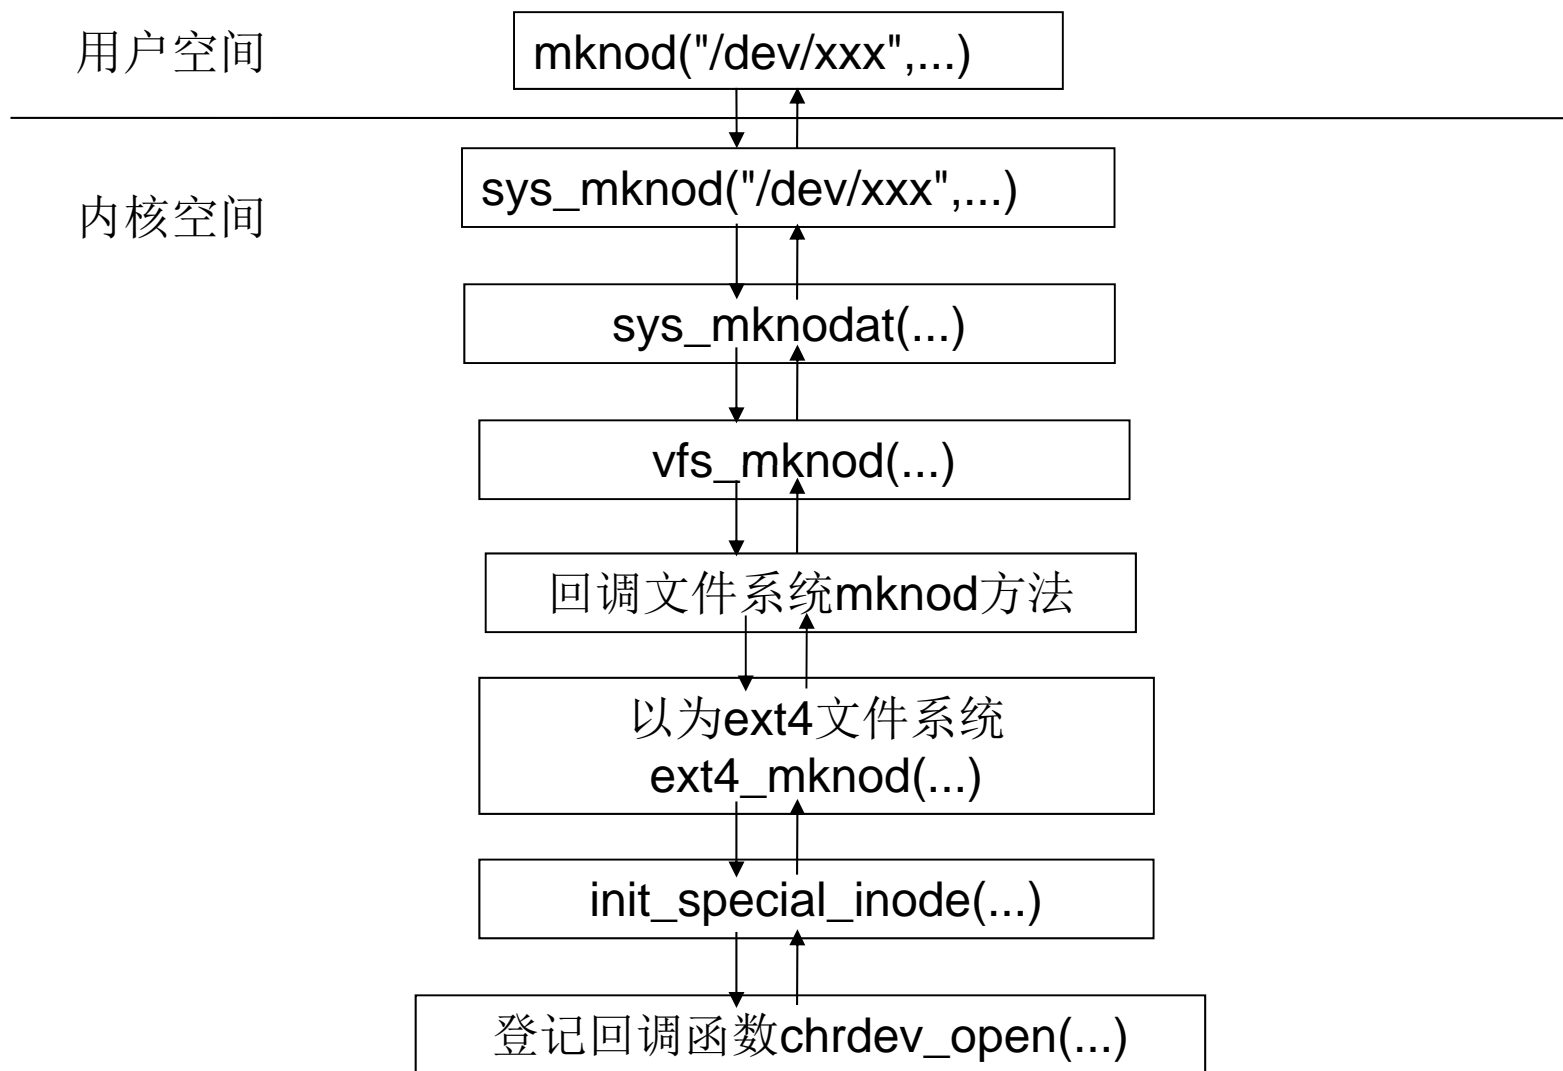 用户空间
mknod("/dev/xxx",...)
sys_mknod("/dev/xxx",...)
内核空间
sys_mknodat(...)
vfs_mknod(...)
回调文件系统mknod方法
以为ext4文件系统
ext4_mknod(...)
init_special_inode(...)
登记回调函数chrdev_open(...)